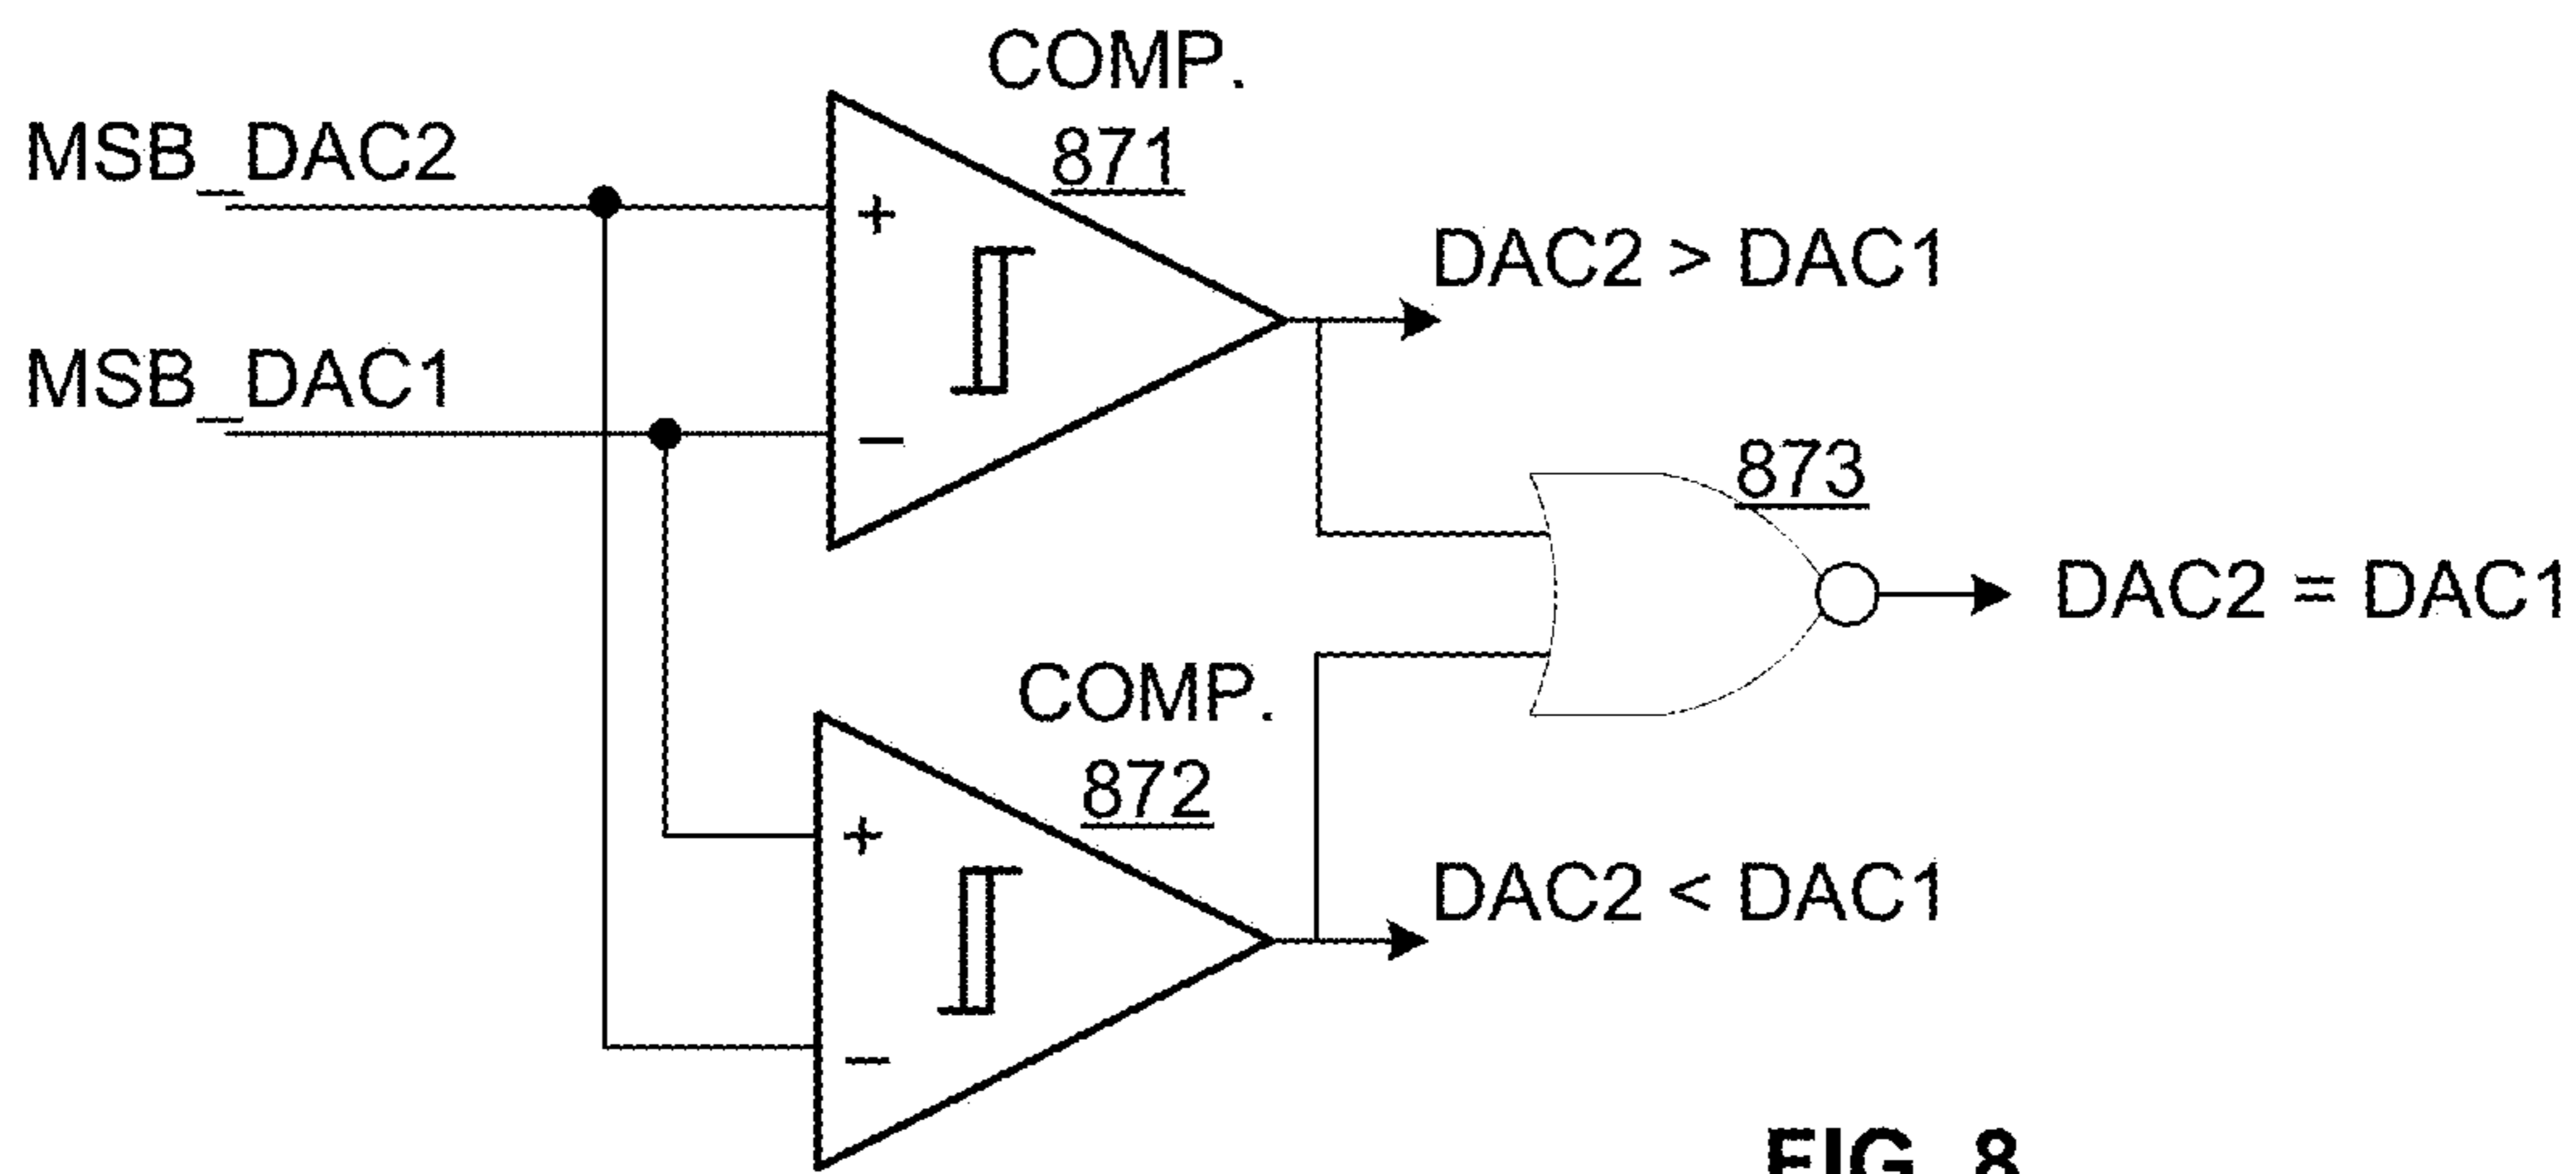 COMP.
871
MSB_DAC2
+
DAC2 > DAC1
MSB_DAC1
−
873
DAC2 = DAC1
COMP.
872
+
DAC2 < DAC1
−
FIG. 8